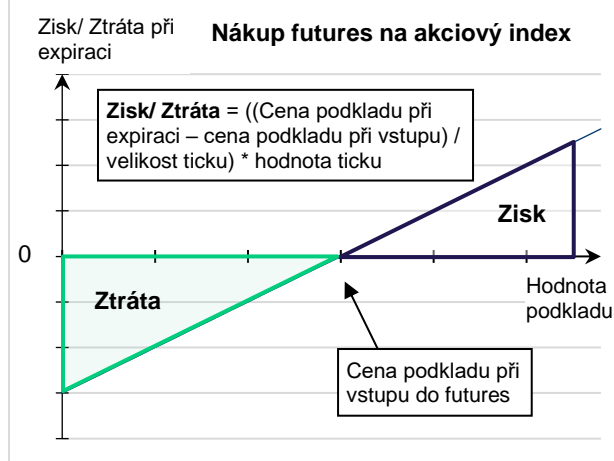 Zisk/ Ztráta při
expiraci
Nákup futures na akciový index
Zisk/ Ztráta = ((Cena podkladu při
expiraci – cena podkladu při vstupu) /
velikost ticku) * hodnota ticku
Zisk
0
Ztráta
Hodnota
podkladu
Cena podkladu při
vstupu do futures